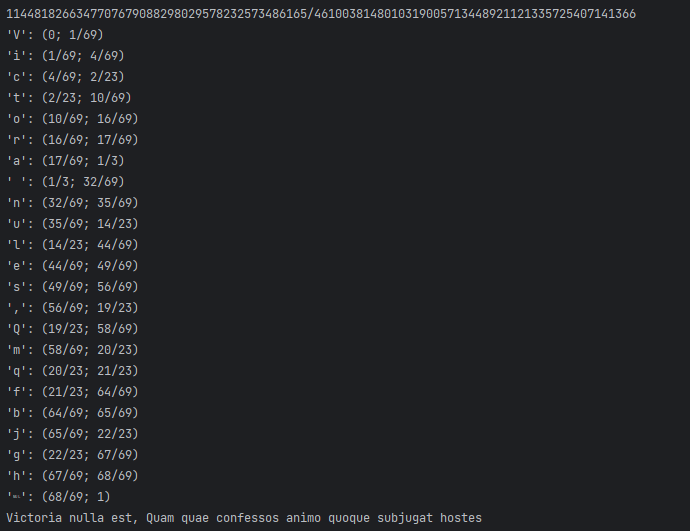 11448182663477076790882980295782325734861​65/46100381480103190057134489211213357254​07141366
'V': (0; 1/69)
'i': (1/69; 4/69)
'c': (4/69; 2/23)
't': (2/23; 10/69)
'o': (10/69; 16/69)
'r': (16/69; 17/69)
'a': (17/69; 1/3)
' ': (1/3; 32/69)
'n': (32/69; 35/69)
'u': (35/69; 14/23)
'l': (14/23; 44/69)
'e': (44/69; 49/69)
's': (49/69; 56/69)
',': (56/69; 19/23)
'Q': (19/23; 58/69)
'm': (58/69; 20/23)
'q': (20/23; 21/23)
'f': (21/23; 64/69)
'b': (64/69; 65/69)
'j': (65/69; 22/23)
'g': (22/23; 67/69)
'h': (67/69; 68/69)
'': (68/69; 1)
Victoria nulla est, Quam quae confessos animo quoque subjugat hostes